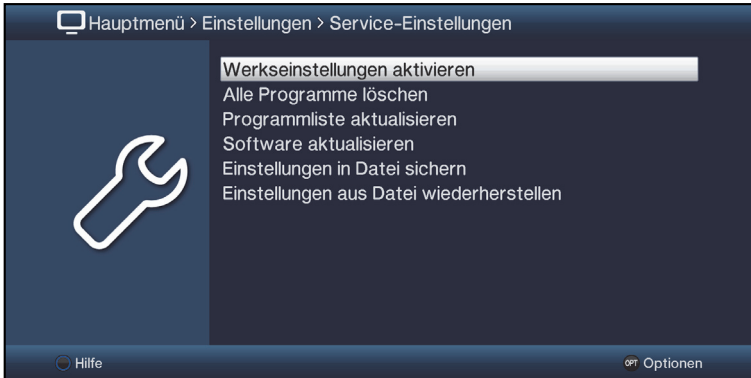 Hauptmenü > Einstellungen > Service-Einstellungen
Werkseinstellungen aktivieren
Alle Programme löschen
Programmliste aktualisieren
Software aktualisieren
Einstellungen in Datei sichern
Einstellungen aus Datei wiederherstellen
Hilfe
OPT Optionen